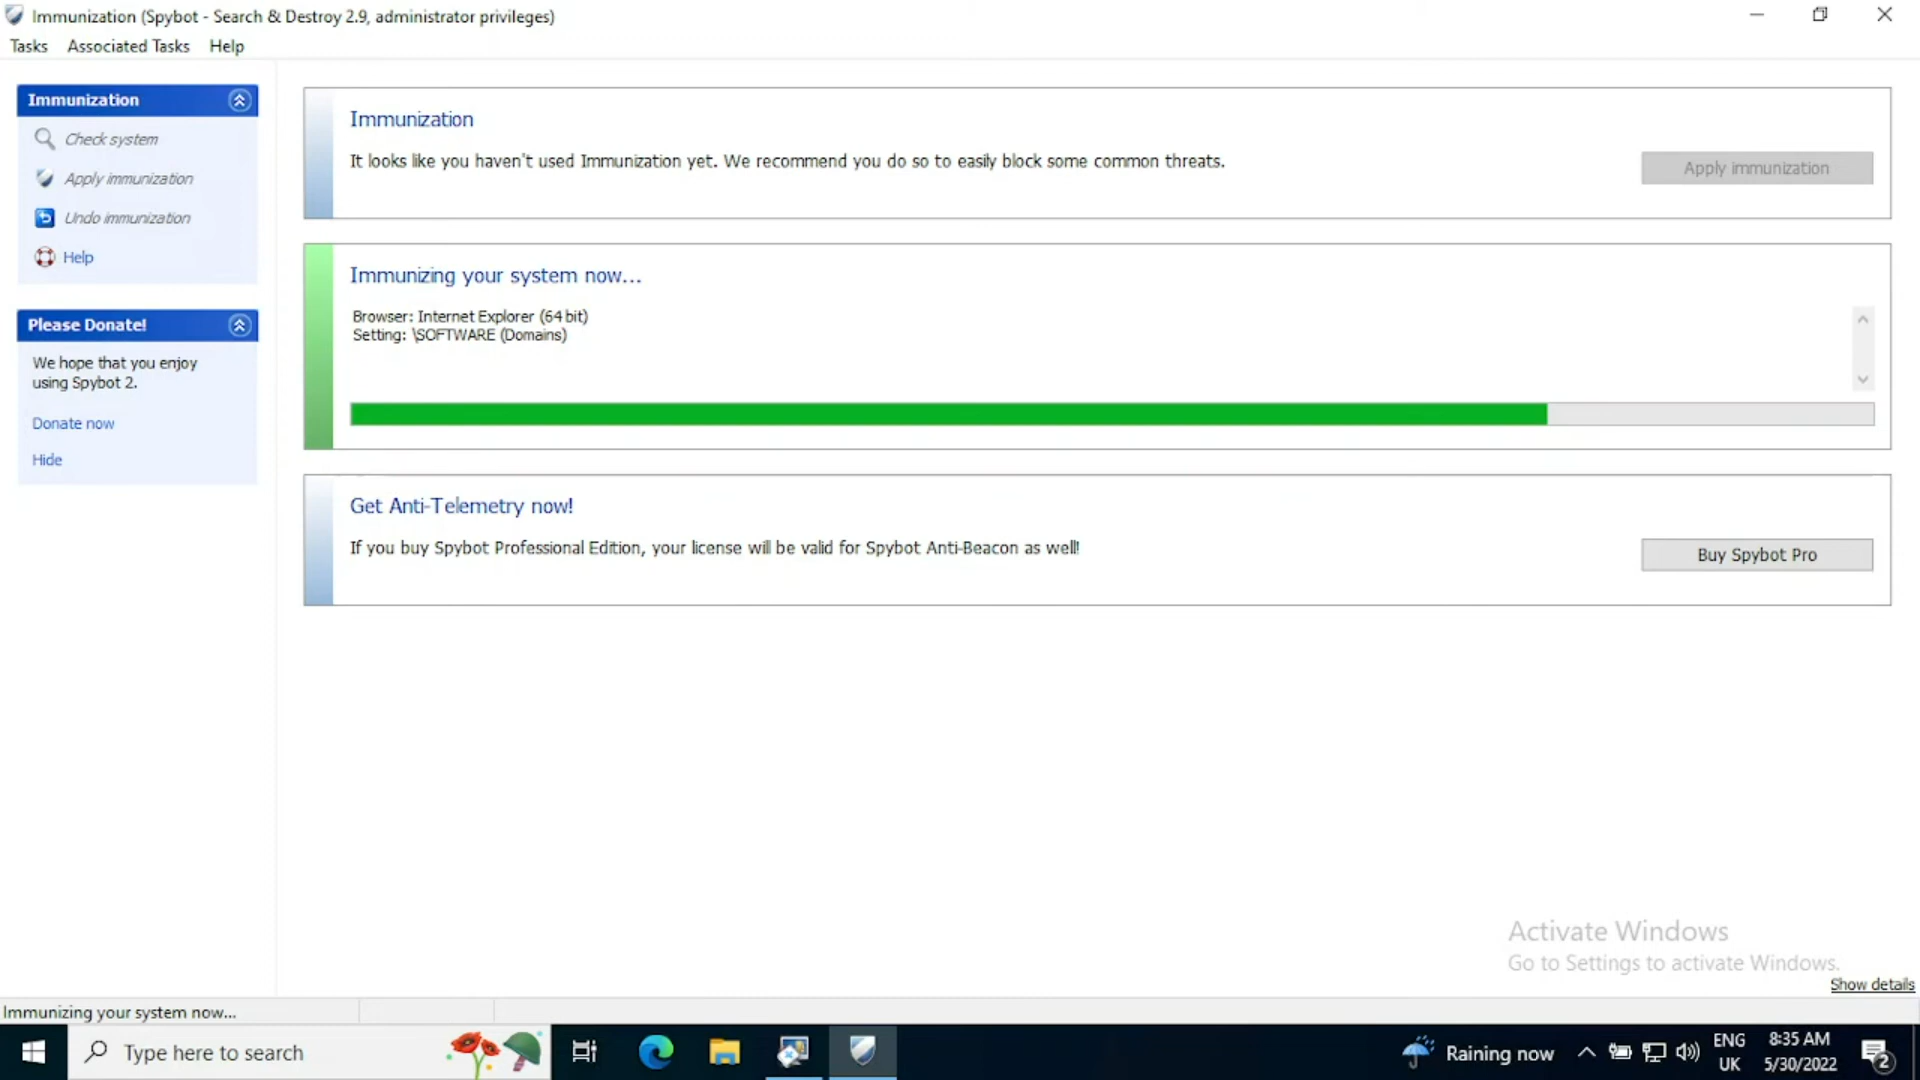 Immunization (Spybot - Search & Destroy 2.9, administrator privileges)
Tasks Associated Tasks Help
Immunization
Check system
Apply immunization
Undo immunization
Help
Please Donate!
We hope that you enjoy
using Spybot 2.
Donate now
Hide
Immunization
It looks like you haven't used Immunization yet. We recommend you do so to easily block some common threats.
Apply immunization
Immunizing your system now...
Browser: Internet Explorer (64 bit)
Setting: \SOFTWARE (Domains)
Get Anti-Telemetry now!
If you buy Spybot Professional Edition, your license will be valid for Spybot Anti-Beacon as well!
Buy Spybot Pro
Activate Windows
Go to Settings to activate Windows.
Show details
Immunizing your system now...
Type here to search
Raining now
ENG
UK
8:35 AM
5/30/2022
2